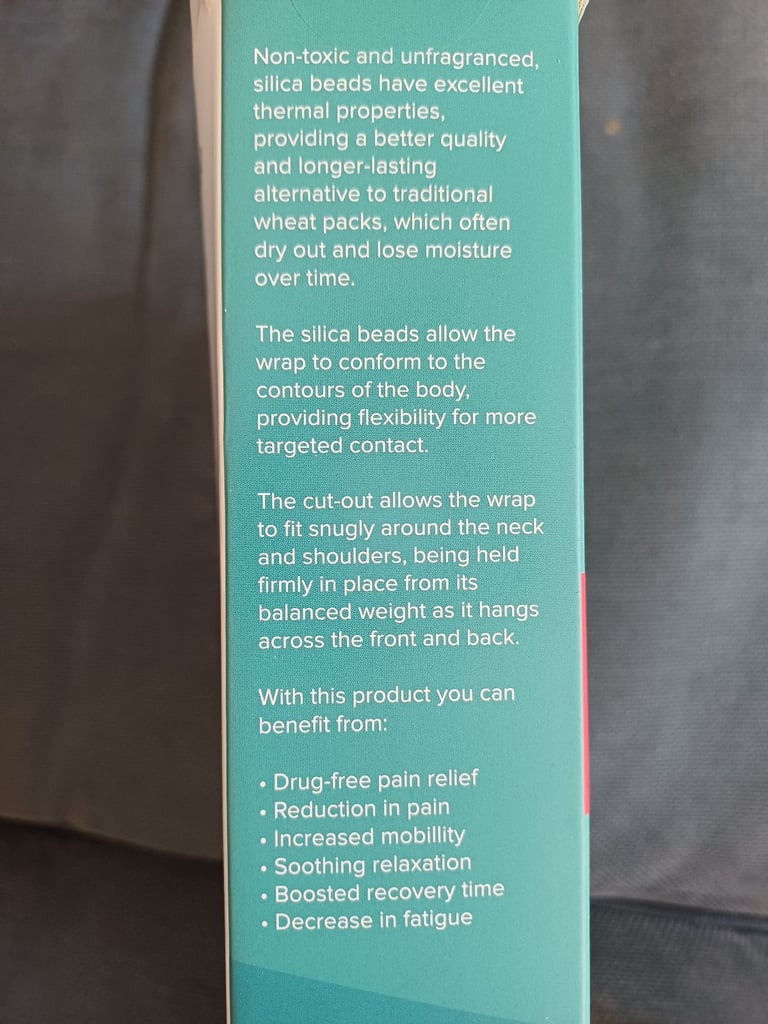 Non-toxic and unfragranced,
silica beads have excellent
thermal properties,
providing a better quality
and longer-lasting
alternative to traditional
wheat packs, which often
dry out and lose moisture
over time.
The silica beads allow the
wrap to conform to the
contours of the body,
providing flexibility for more
targeted contact.
The cut-out allows the wrap
to fit snugly around the neck
and shoulders, being held
firmly in place from its
balanced weight as it hangs
across the front and back.
With this product you can
benefit from:
• Drug-free pain relief
• Reduction in pain
• Increased mobillity
• Soothing relaxation
• Boosted recovery time
• Decrease in fatigue